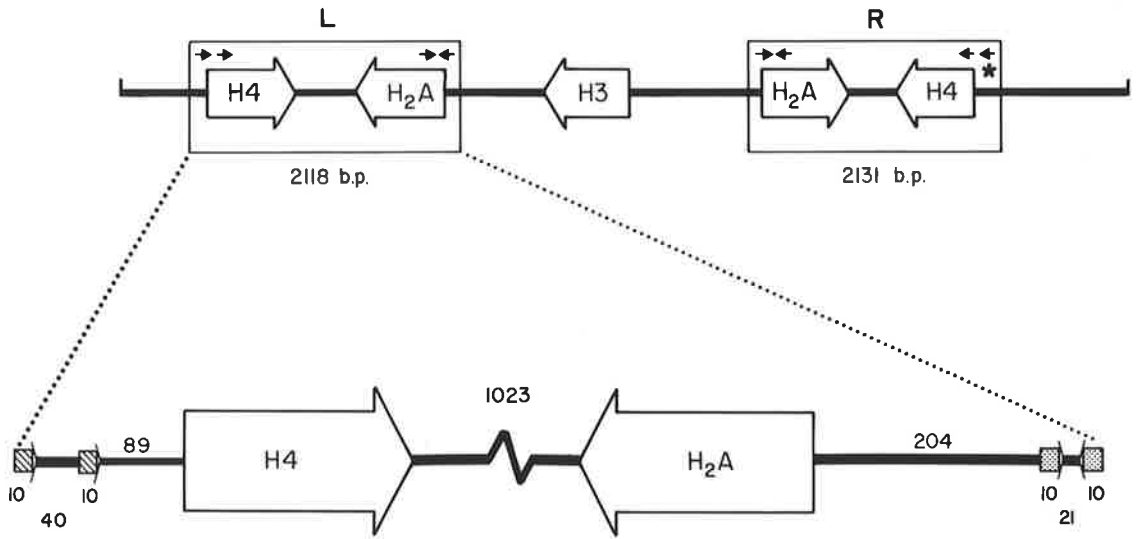 L R
H4 H₂A H3 H₂A H4 *
2118 b.p. 2131 b.p.
1023
89 H4 H₂A 204
10 10 10 10
40 21